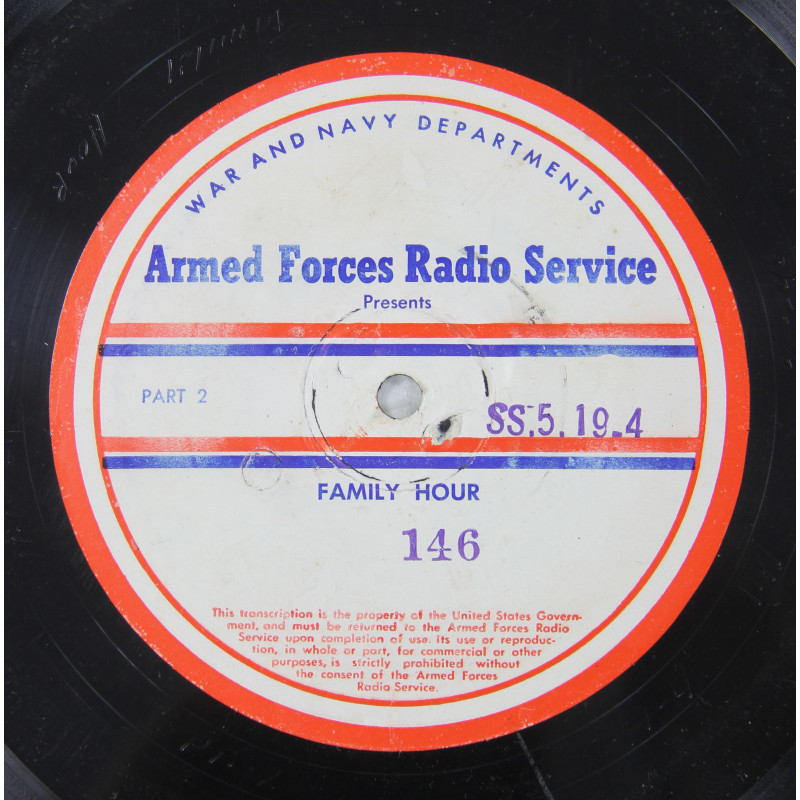 WAR AND NAVY DEPARTMENTS
Armed Forces Radio Service
Presents
PART 2
SS.5.19.4
FAMILY HOUR
146
This transcription is the property of the United States Govern-
ment, and must be returned to the Armed Forces Radio
Service upon completion of use. Its use or reproduc-
tion, in whole or part, for commercial or other
purposes, is strictly prohibited without
the consent of the Armed Forces
Radio Service.